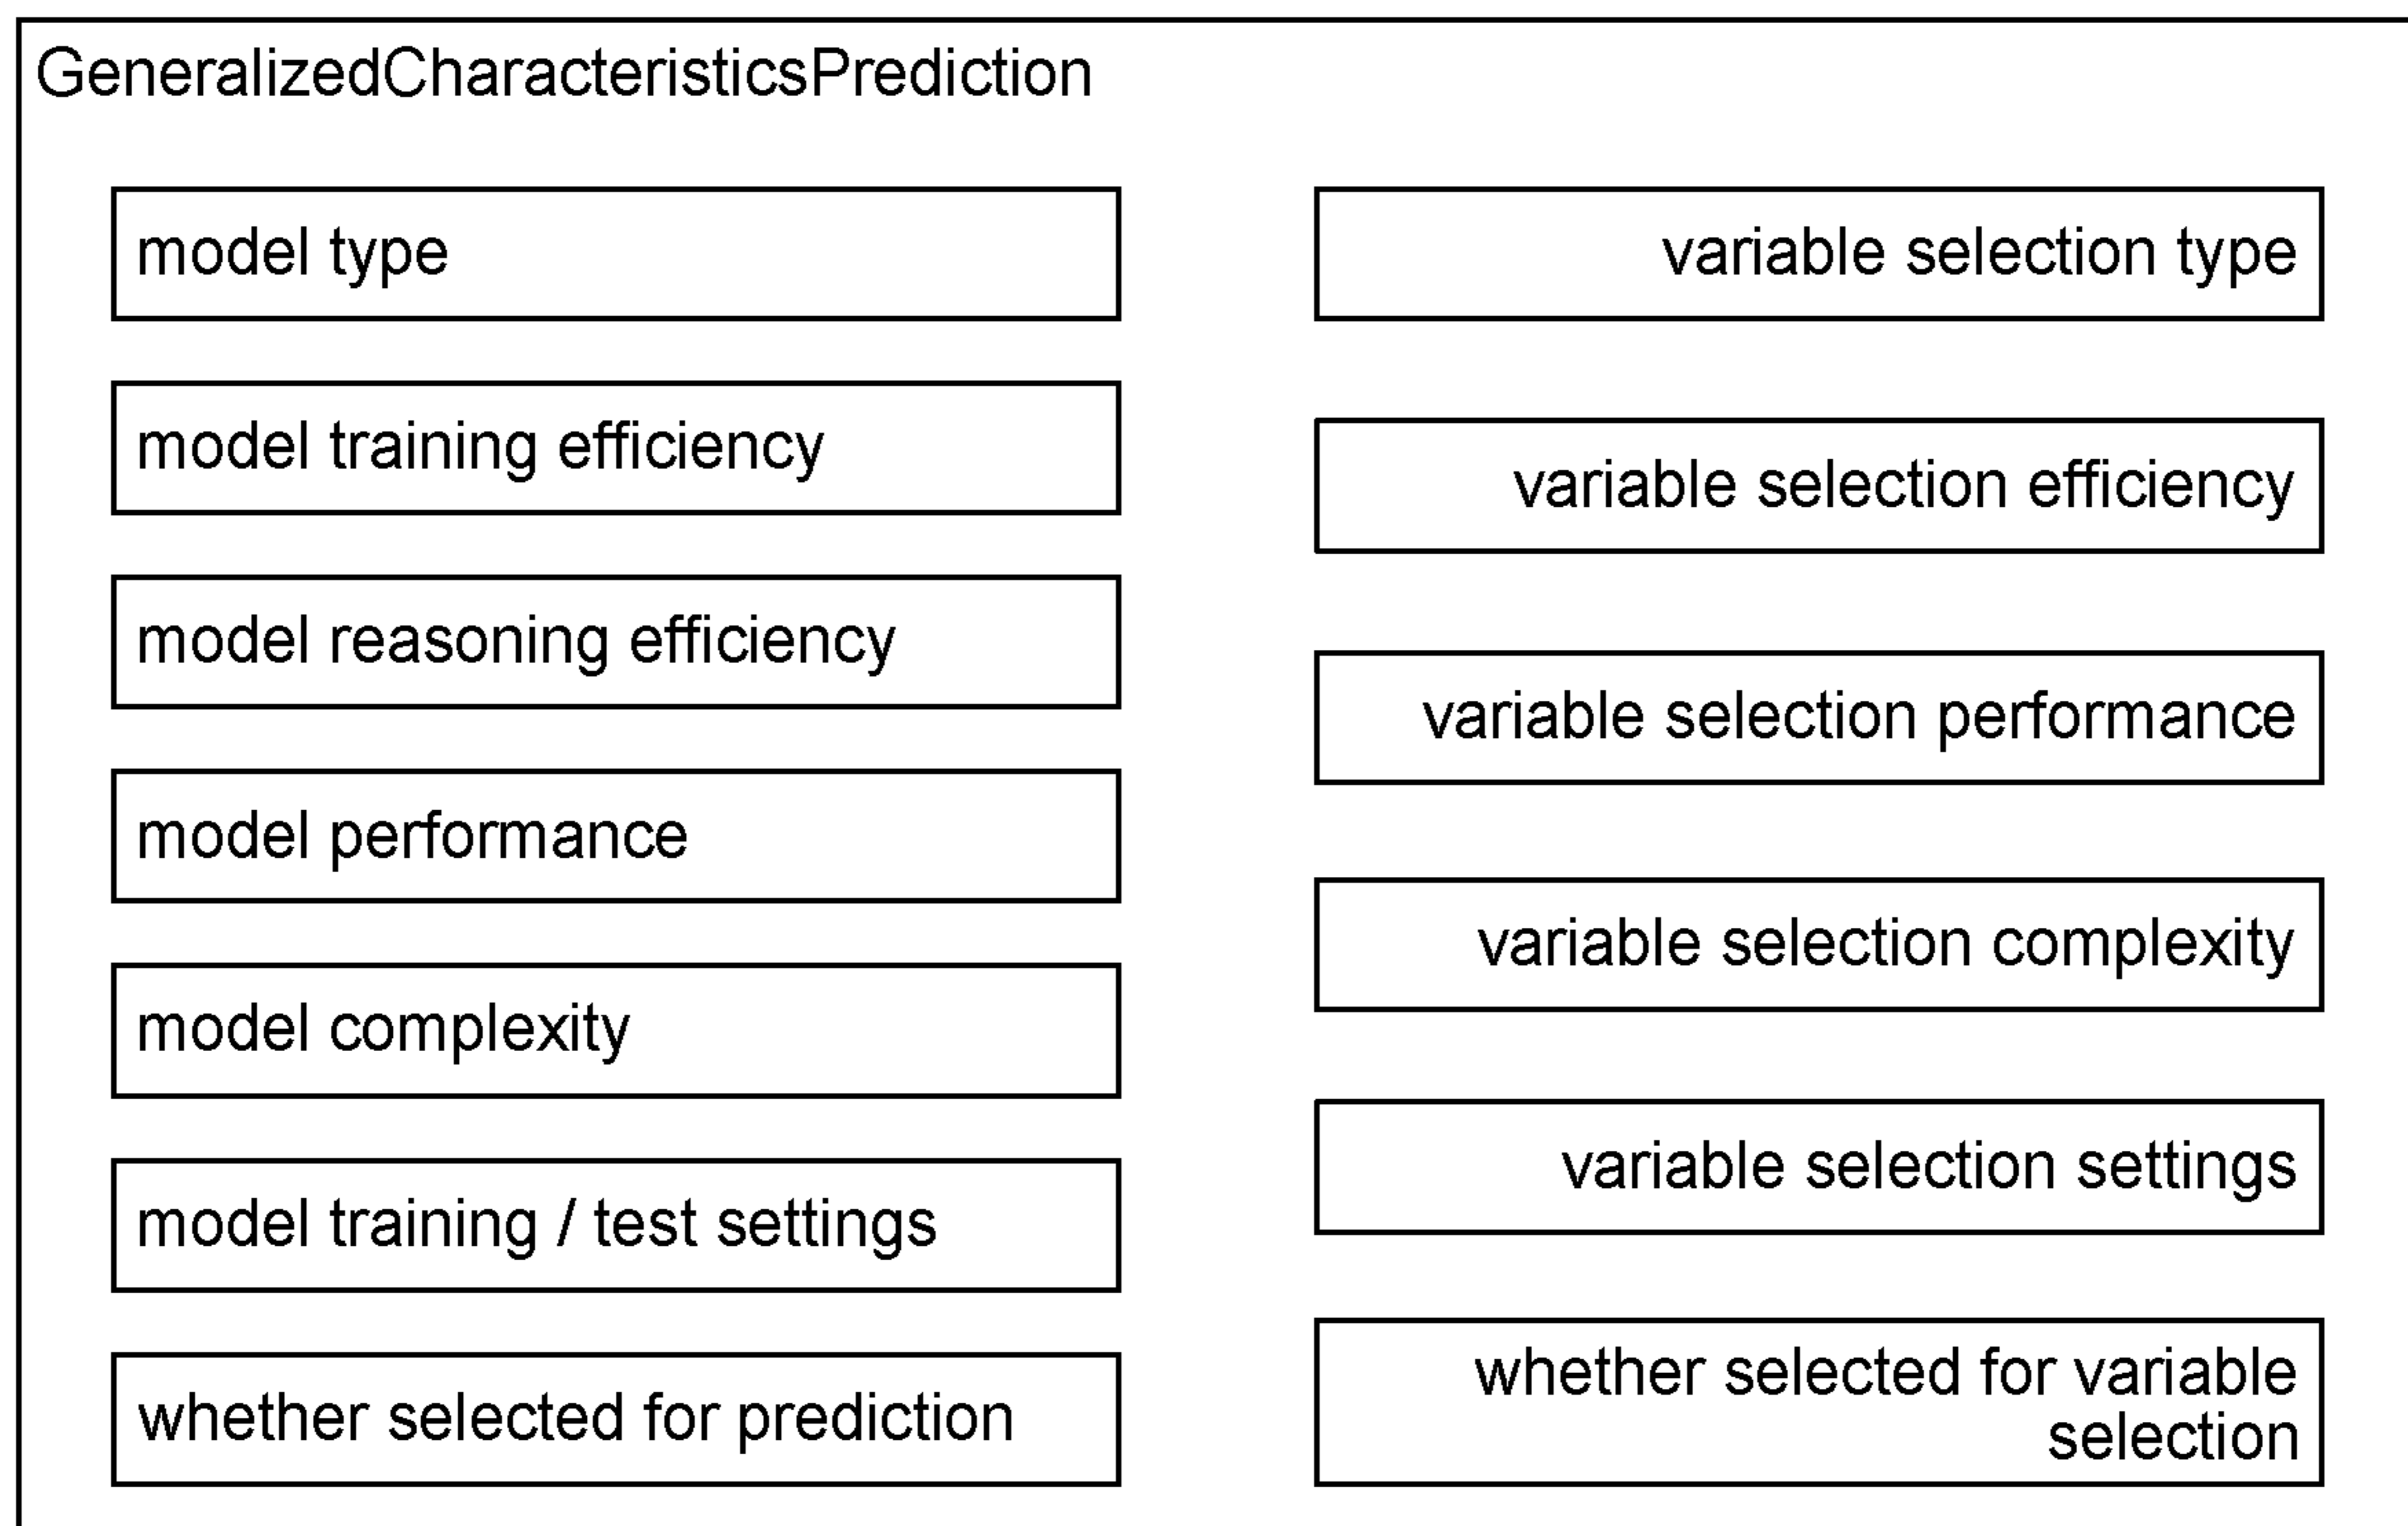 GeneralizedCharacteristicsPrediction
model type
model training efficiency
model reasoning efficiency
model performance
model complexity
model training / test settings
whether selected for prediction
variable selection type
variable selection efficiency
variable selection performance
variable selection complexity
variable selection settings
whether selected for variable
selection